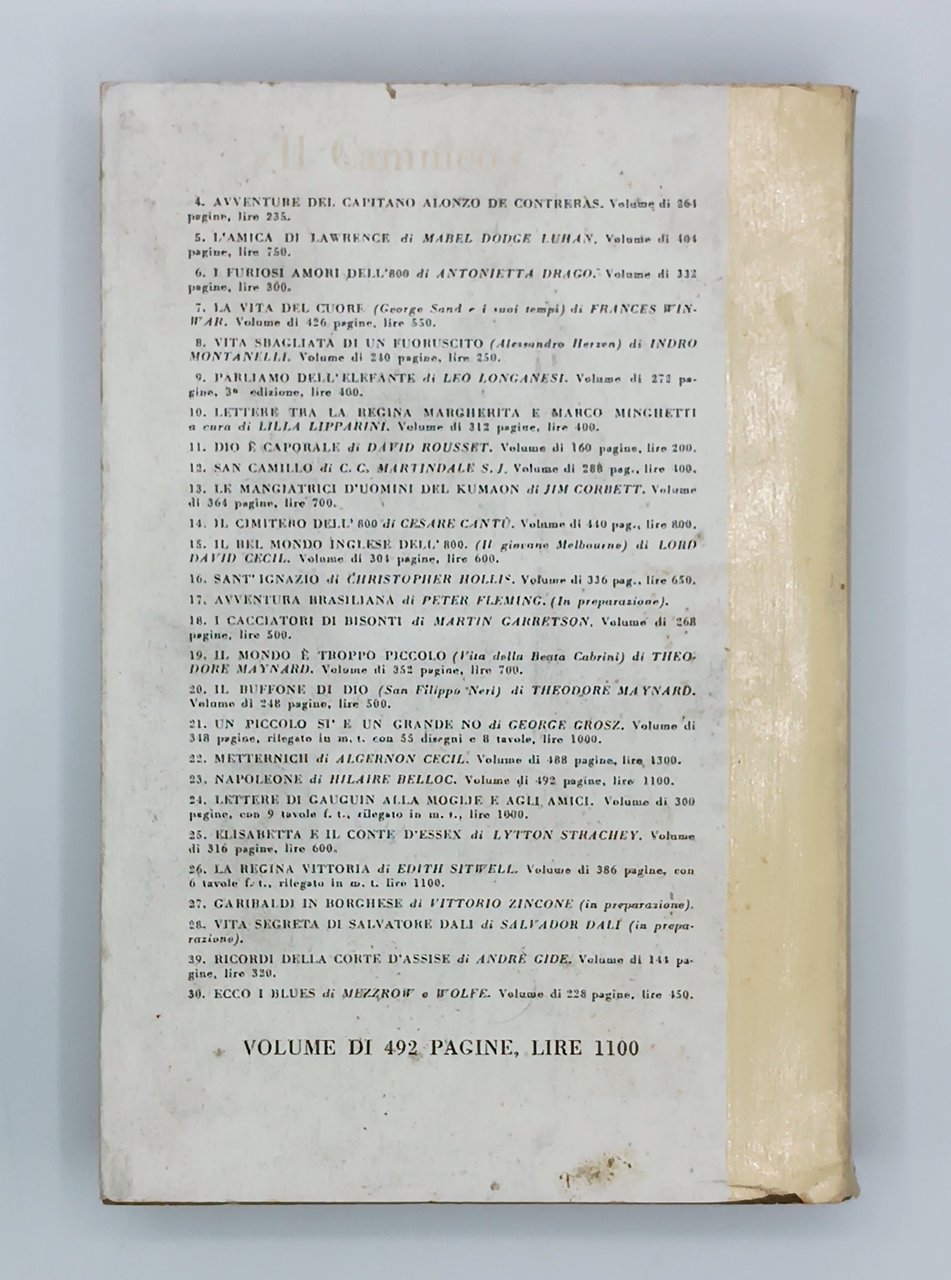 « Il Cammeo »
4. AVVENTURE DEL CAPITANO ALONZO DE CONTRERAS. Volume di 264
pagine, lire 235.
5. L'AMICA DI LAWRENCE di MABEL DODGE LUHAN. Volume di 404
pagine, lire 750.
6. I FURIOSI AMORI DELL'800 di ANTONIETTA DRAGO. Volume di 332
pagine, lire 300.
7. LA VITA DEL CUORE (George Sand e i suoi tempi) di FRANCES WIN-
WAR. Volume di 426 pagine, lire 550.
8. VITA SBAGLIATA DI UN FUORUSCITO (Alessandro Herzen) di INDRO
MONTANELLI. Volume di 240 pagine, lire 250.
9. PARLIAMO DELL'ELEFANTE di LEO LONGANESI. Volume di 272 pa-
gine, 3ª edizione, lire 400.
10. LETTERE TRA LA REGINA MARGHERITA E MARCO MINGHETTI
a cura di LILLA LIPPARINI. Volume di 312 pagine, lire 400.
11. DIO È CAPORALE di DAVID ROUSSET. Volume di 160 pagine, lire 200.
12. SAN CAMILLO di C. C. MARTINDALE S. J. Volume di 288 pag., lire 400.
13. LE MANGIATRICI D'UOMINI DEL KUMAON di JIM CORBETT. Volume
di 364 pagine, lire 700.
14. IL CIMITERO DELL'800 di CESARE CANTÙ. Volume di 440 pag., lire 800.
15. IL BEL MONDO INGLESE DELL'800. (Il giovane Melbourne) di LORD
DAVID CECIL. Volume di 304 pagine, lire 600.
16. SANT'IGNAZIO di CHRISTOPHER HOLLIS. Volume di 336 pag., lire 650.
17. AVVENTURA BRASILIANA di PETER FLEMING. (In preparazione).
18. I CACCIATORI DI BISONTI di MARTIN GARRETSON. Volume di 268
pagine, lire 500.
19. IL MONDO È TROPPO PICCOLO (Vita della Beata Cabrini) di THEO-
DORE MAYNARD. Volume di 352 pagine, lire 700.
20. IL BUFFONE DI DIO (San Filippo Neri) di THEODORE MAYNARD.
Volume di 248 pagine, lire 500.
21. UN PICCOLO SI' E UN GRANDE NO di GEORGE GROSZ. Volume di
348 pagine, rilegato in m. t. con 55 disegni e 8 tavole, lire 1000.
22. METTERNICH di ALGERNON CECIL. Volume di 488 pagine, lire 1300.
23. NAPOLEONE di HILAIRE BELLOC. Volume di 492 pagine, lire 1100.
24. LETTERE DI GAUGUIN ALLA MOGLIE E AGLI AMICI. Volume di 300
pagine, con 9 tavole f. t., rilegato in m. t., lire 1000.
25. ELISABETTA E IL CONTE D'ESSEX di LYTTON STRACHEY. Volume
di 316 pagine, lire 600.
26. LA REGINA VITTORIA di EDITH SITWELL. Volume di 386 pagine, con
6 tavole f. t., rilegato in m. t. lire 1100.
27. GARIBALDI IN BORGHESE di VITTORIO ZINCONE (in preparazione).
28. VITA SEGRETA DI SALVATORE DALI di SALVADOR DALI (in prepa-
razione).
39. RICORDI DELLA CORTE D'ASSISE di ANDRÉ GIDE. Volume di 144 pa-
gine, lire 320.
30. ECCO I BLUES di MEZZROW e WOLFE. Volume di 228 pagine, lire 450.
VOLUME DI 492 PAGINE, LIRE 1100